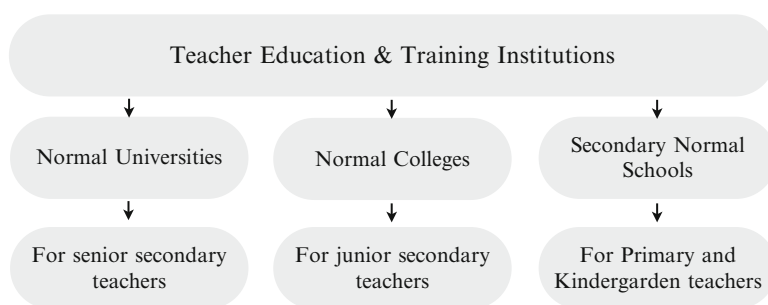 Teacher Education & Training Institutions
Normal Universities
Normal Colleges
Secondary Normal
Schools
For senior secondary
teachers
For junior secondary
teachers
For Primary and
Kindergarden teachers